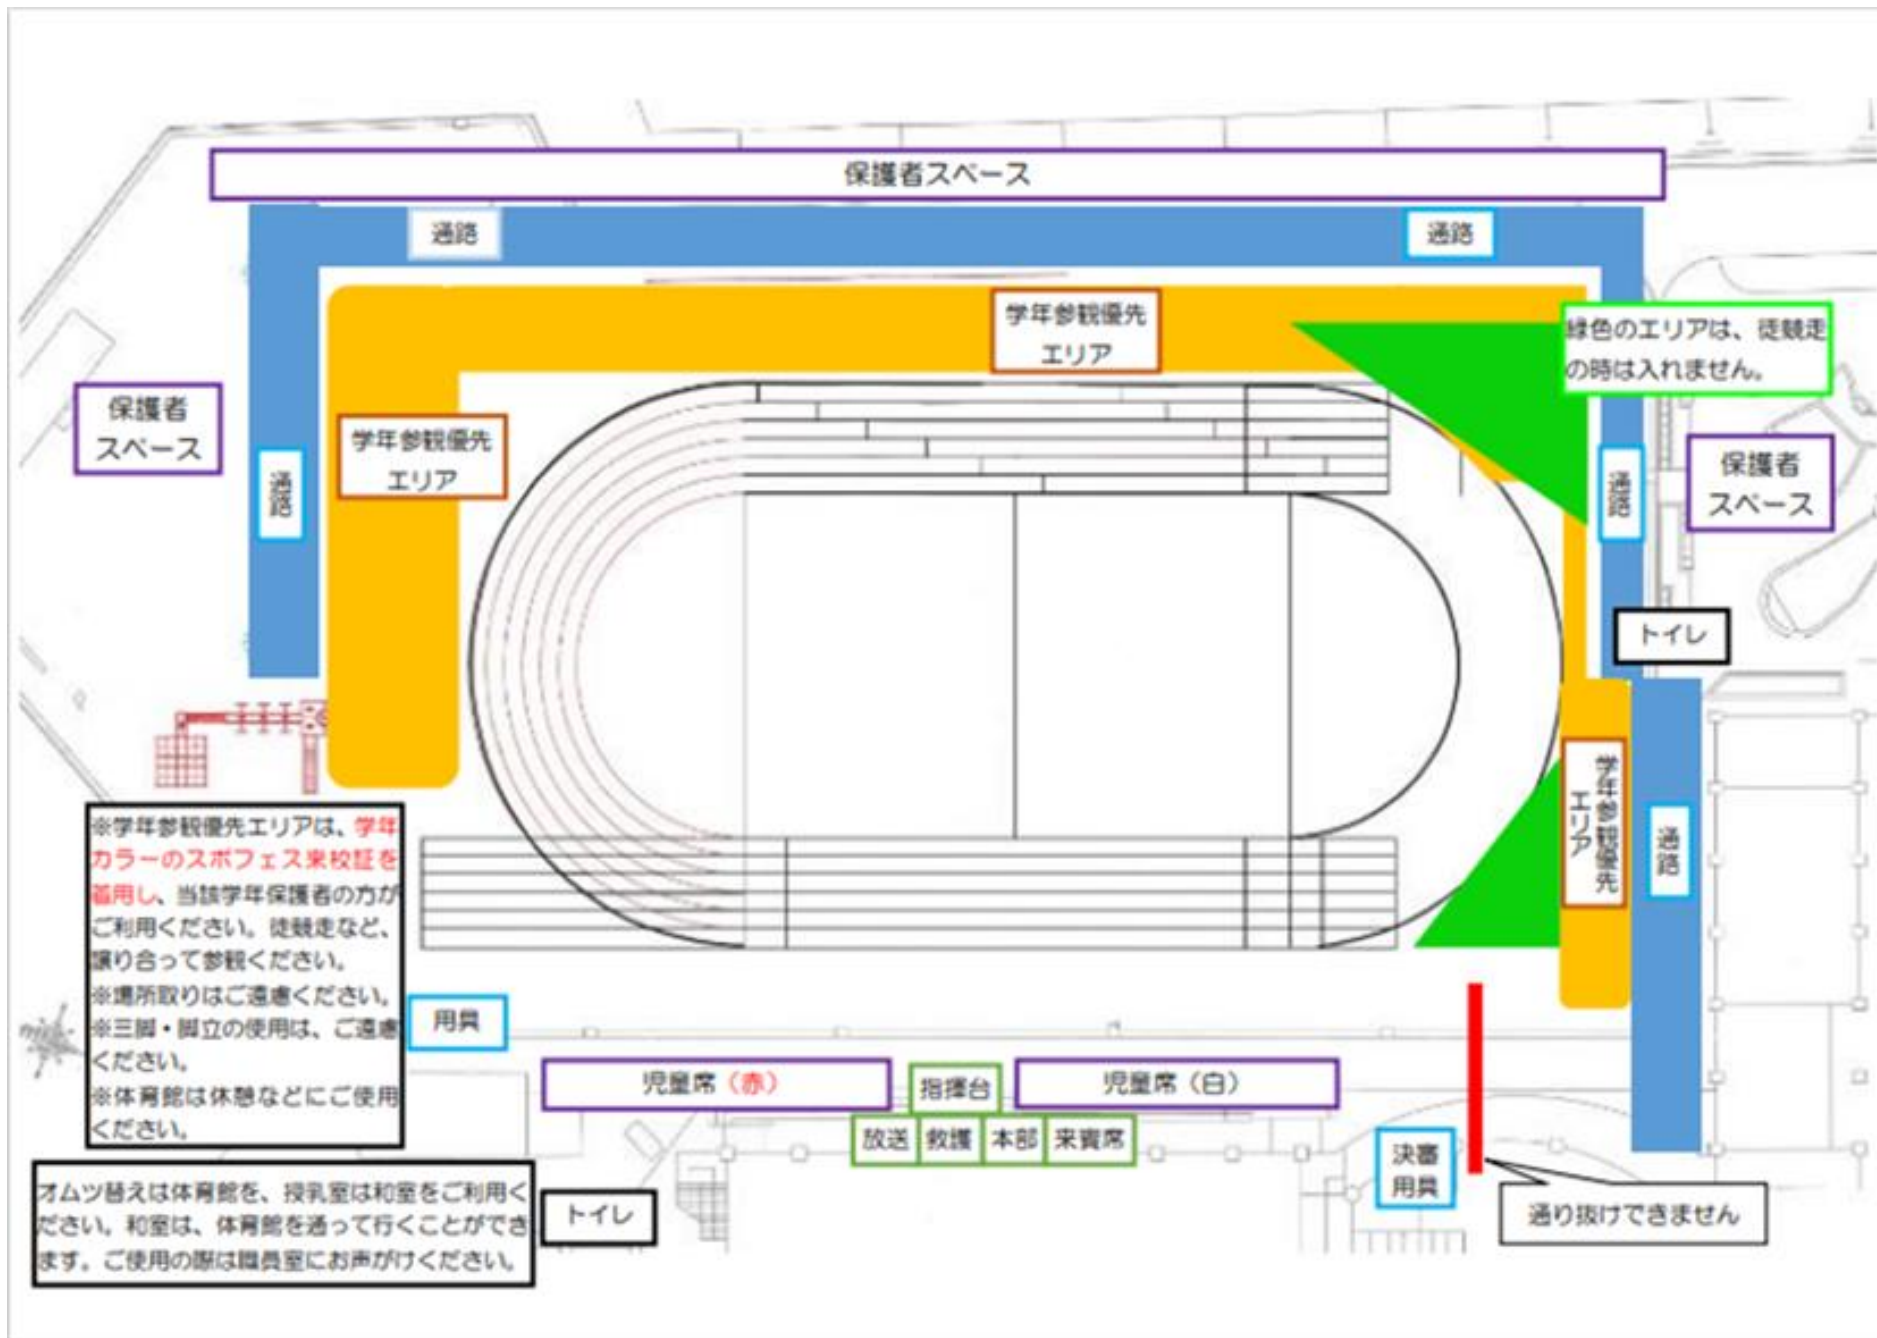 保護者スペース
通路
通路
学年参観優先
エリア
緑色のエリアは、徒競走
の時は入れません。
保護者
スペース
学年参観優先
エリア
通路
通路
保護者
スペース
トイレ
学年参観優先
エリア
通路
※学年参観優先エリアは、学年
カラーのスポフェス来校証を
着用し、当該学年保護者の方が
ご利用ください。徒競走など、
譲り合って参観ください。
※場所取りはご遠慮ください。
※三脚・脚立の使用は、ご遠慮
ください。
※体育館は休憩などにご使用
ください。
用具
児童席（赤）
指揮台
児童席（白）
放送
救護
本部
来賓席
決審
用具
通り抜けできません
オムツ替えは体育館を、授乳室は和室をご利用く
ださい。和室は、体育館を通って行くことができ
ます。ご使用の際は職員室にお声がけください。
トイレ